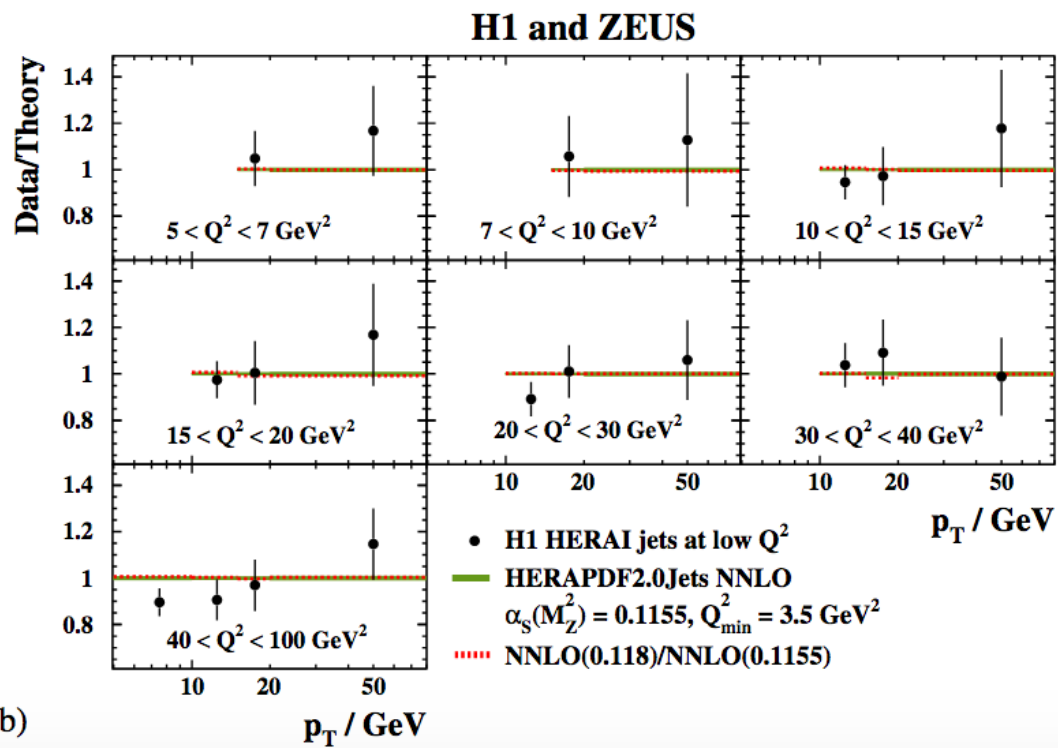 H1 and ZEUS
Data/Theory
1.4
1.2
1
0.8
5 < Q² < 7 GeV²
7 < Q² < 10 GeV²
10 < Q² < 15 GeV²
1.4
1.2
1
0.8
15 < Q² < 20 GeV²
20 < Q² < 30 GeV²
30 < Q² < 40 GeV²
10 20 50
10 20 50
p_T / GeV
1.4
1.2
1
0.8
40 < Q² < 100 GeV²
10 20 50
p_T / GeV
H1 HERAI jets at low Q²
HERAPDF2.0Jets NNLO
α_S(M_Z²) = 0.1155, Q²_min = 3.5 GeV²
NNLO(0.118)/NNLO(0.1155)
b)